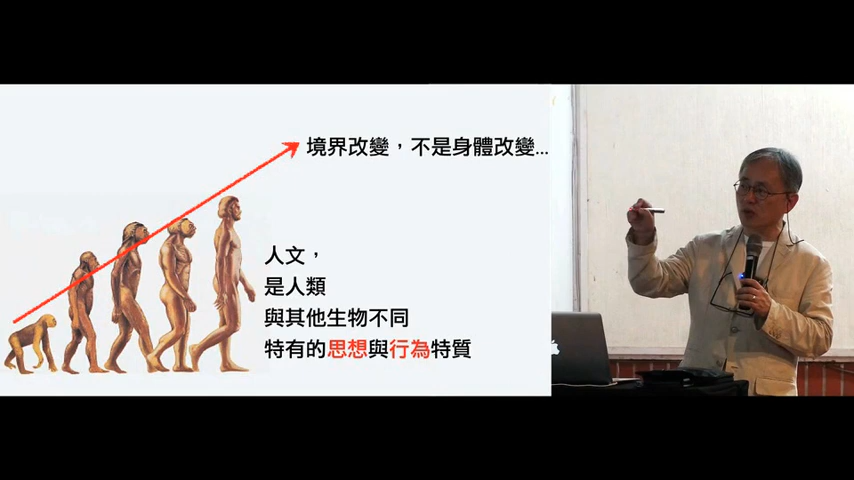 境界改變，不是身體改變...
人文，
是人類
與其他生物不同
特有的思想與行為特質